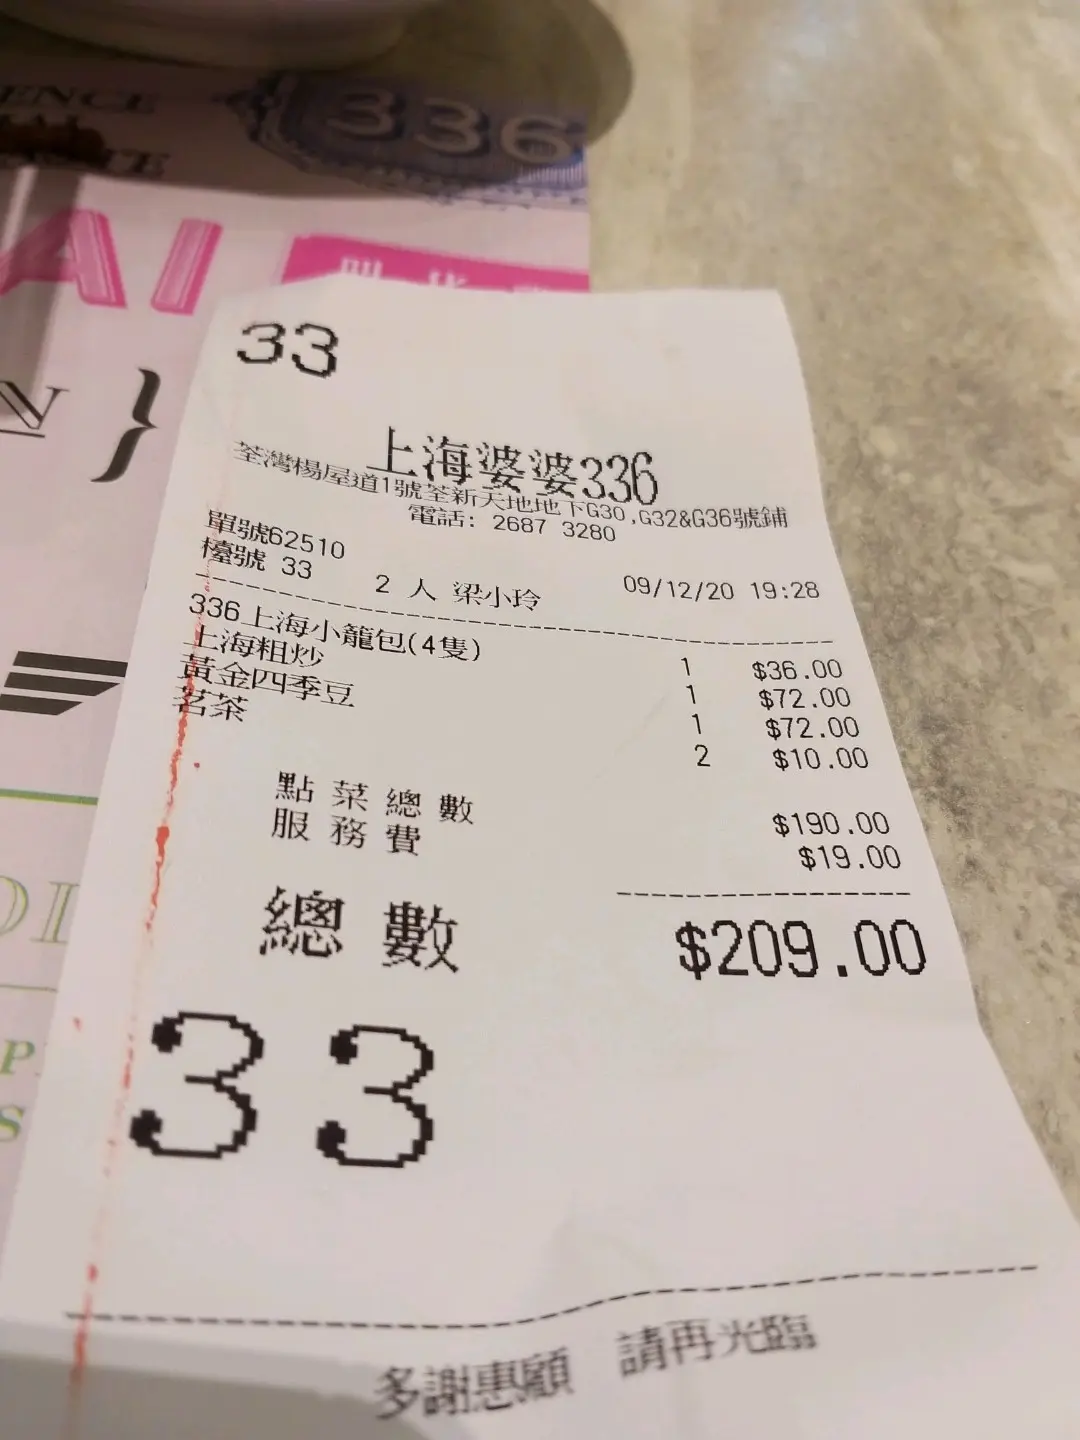 ENCE
336
AI
N }
33
上海婆婆336
荃灣楊屋道1號荃新天地地下G30,G32&G36號鋪
電話: 2687 3280
單號62510
檯號 33 2 人 梁小玲 09/12/20 19:28
336上海小籠包(4隻) 1 $36.00
上海粗炒 1 $72.00
黃金四季豆 1 $72.00
茗茶 2 $10.00
點菜總數 $190.00
服務費 $19.00
總數 $209.00
33
多謝惠顧 請再光臨